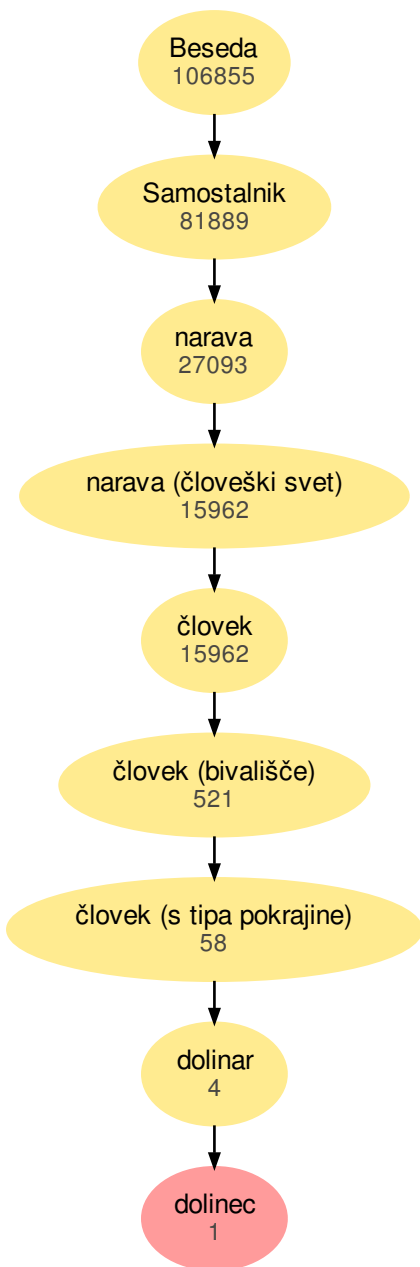 Beseda
106855
Samostalnik
81889
narava
27093
narava (človeški svet)
15962
človek
15962
človek (bivališče)
521
človek (s tipa pokrajine)
58
dolinar
4
dolinec
1